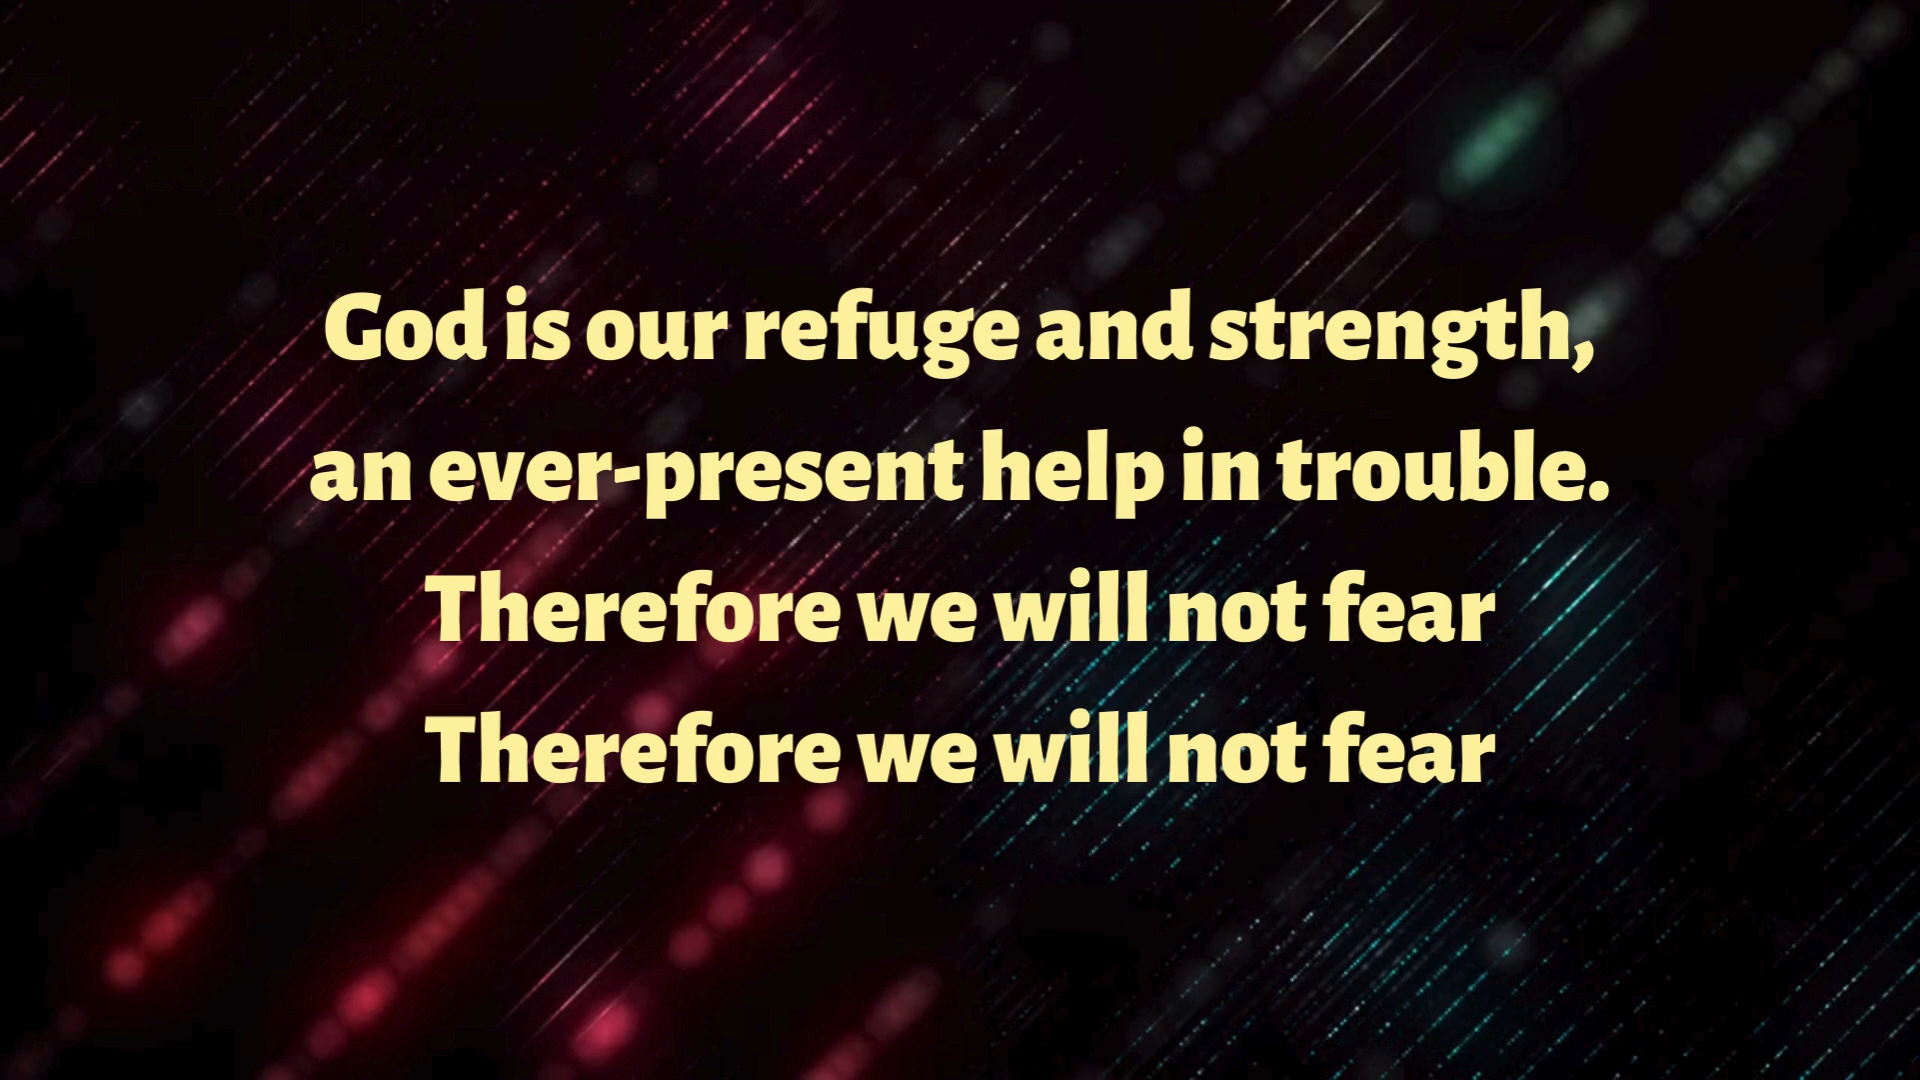 God is our refuge and strength,
an ever-present help in trouble.
Therefore we will not fear
Therefore we will not fear